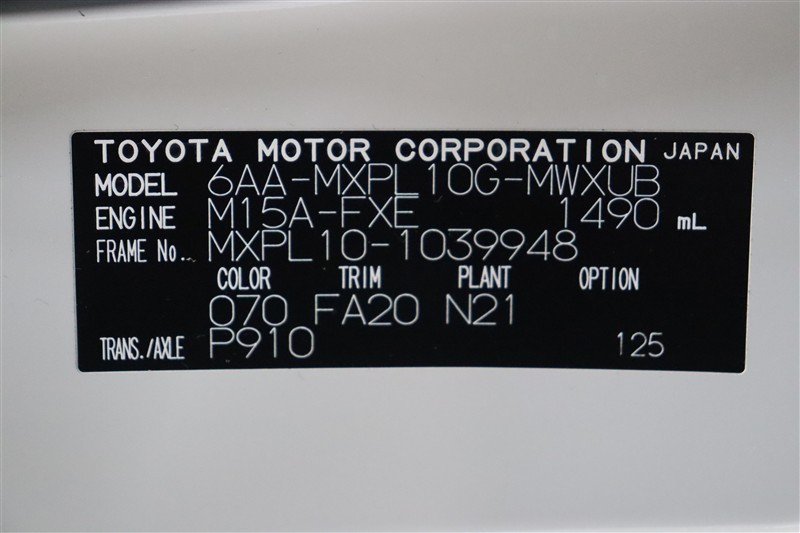 TOYOTA MOTOR CORPORATION JAPAN
MODEL 6AA-MXPL10G-MWXUB
ENGINE M15A-FXE 1490 mL
FRAME No. MXPL10-1039948
COLOR TRIM PLANT OPTION
070 FA20 N21
TRANS./AXLE P910 125